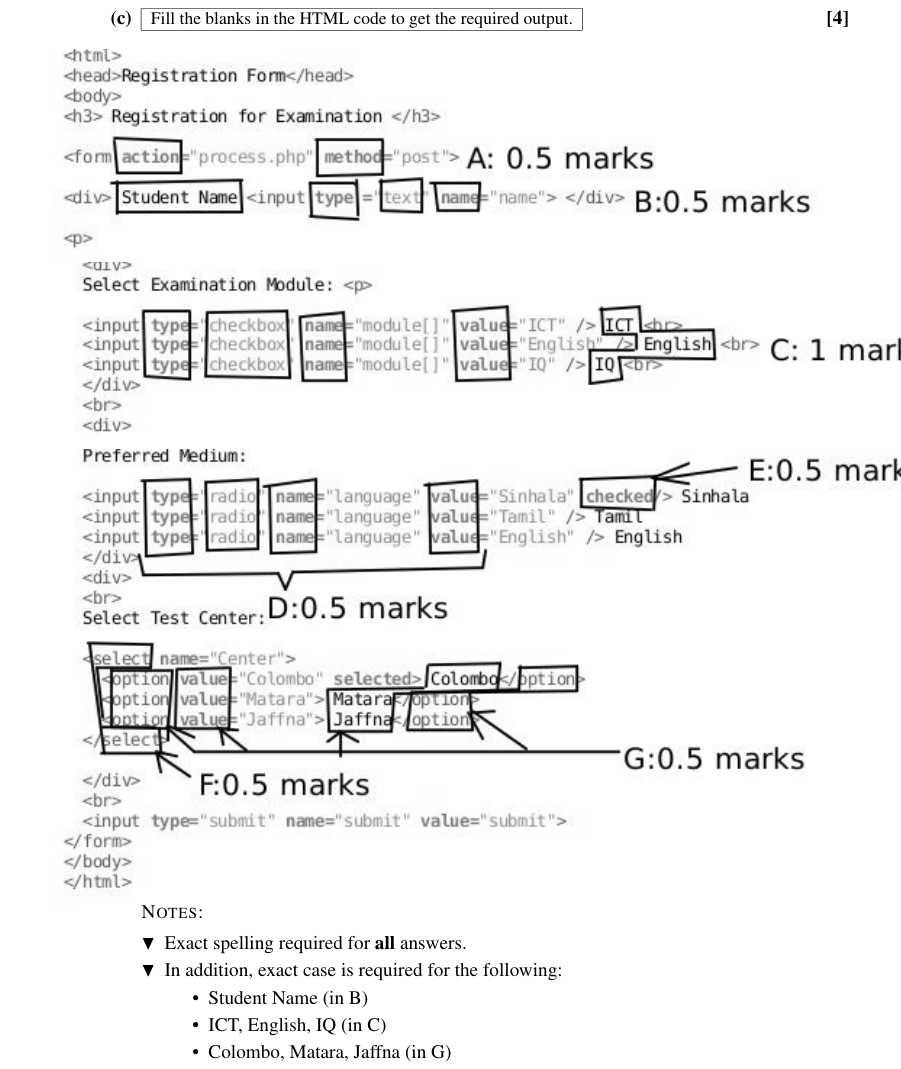 (c) Fill the blanks in the HTML code to get the required output. [4]
<html>
<head>Registration Form</head>
<body>
<h3> Registration for Examination </h3>
<form action="process.php" method="post"> A: 0.5 marks
<div> Student Name <input type ="text" name="name"> </div> B:0.5 marks
<p>
<div>
Select Examination Module: <p>
<input type="checkbox" name="module[]" value="ICT" /> ICT <br>
<input type="checkbox" name="module[]" value="English" /> English <br>
<input type="checkbox" name="module[]" value="IQ" /> IQ <br>
C: 1 mark
</div>
<br>
<div>
Preferred Medium:
E:0.5 mark
<input type="radio" name="language" value="Sinhala" checked/> Sinhala
<input type="radio" name="language" value="Tamil" /> Tamil
<input type="radio" name="language" value="English" /> English
</div>
<div>
<br>
D:0.5 marks
Select Test Center:
<select name="Center">
<option value="Colombo" selected> Colombo</option>
<option value="Matara"> Matara</option>
<option value="Jaffna"> Jaffna</option>
</select>
G:0.5 marks
F:0.5 marks
</div>
<br>
<input type="submit" name="submit" value="submit">
</form>
</body>
</html>
NOTES:
▼ Exact spelling required for all answers.
▼ In addition, exact case is required for the following:
• Student Name (in B)
• ICT, English, IQ (in C)
• Colombo, Matara, Jaffna (in G)